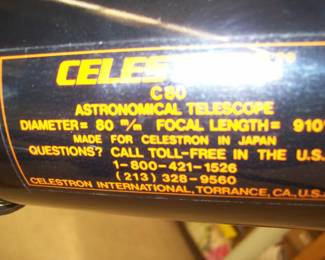 CELESTRON®
C80
ASTRONOMICAL TELESCOPE
DIAMETER= 80 m/m FOCAL LENGTH= 910
MADE FOR CELESTRON IN JAPAN
QUESTIONS? CALL TOLL-FREE IN THE U.S.
1-800-421-1526
(213) 328-9560
CELESTRON INTERNATIONAL, TORRANCE, CA., U.S.